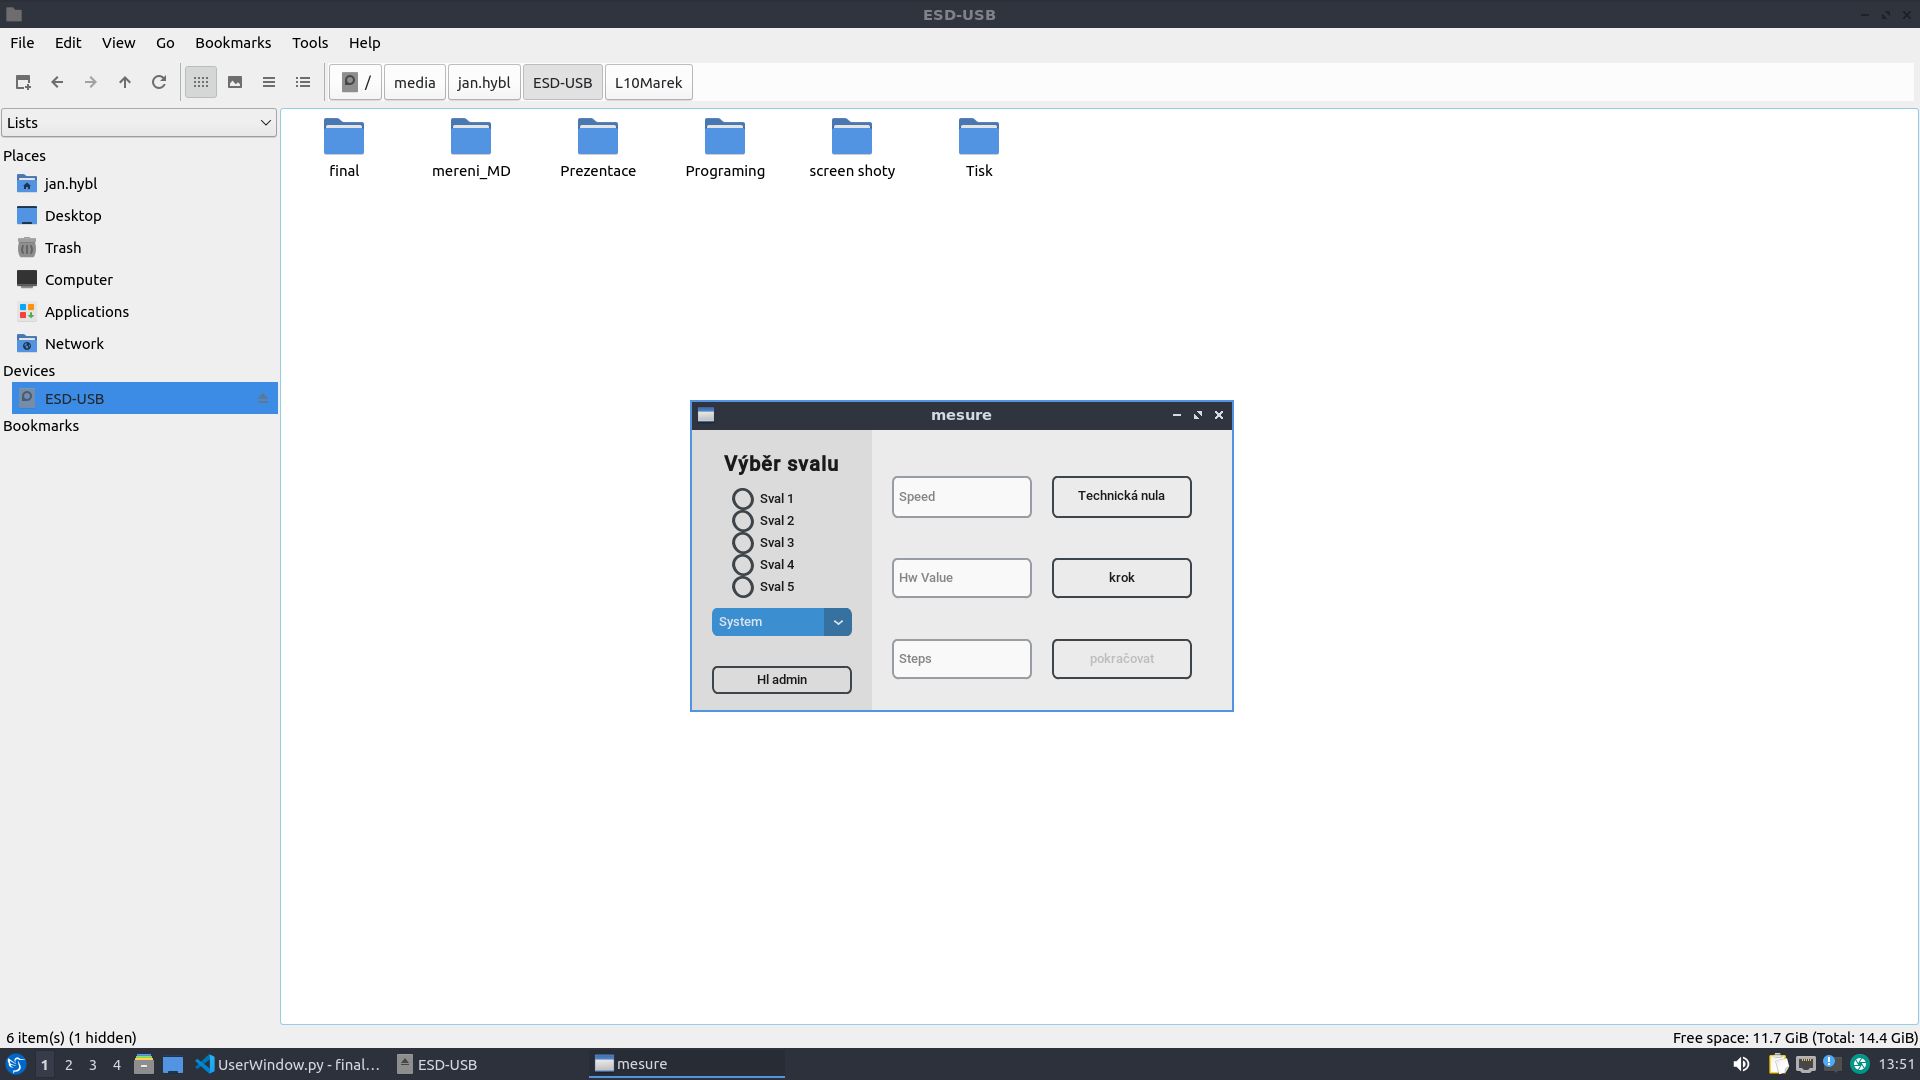 ESD-USB
File Edit View Go Bookmarks Tools Help
/ media jan.hybl ESD-USB L10Marek
Lists
Places
jan.hybl
Desktop
Trash
Computer
Applications
Network
Devices
ESD-USB
Bookmarks
final mereni_MD Prezentace Programing screen shoty Tisk
mesure
Výběr svalu
Sval 1
Sval 2
Sval 3
Sval 4
Sval 5
System
Hl admin
Speed Technická nula
Hw Value krok
Steps pokračovat
6 item(s) (1 hidden) Free space: 11.7 GiB (Total: 14.4 GiB)
1 2 3 4 UserWindow.py - final... ESD-USB mesure 13:51